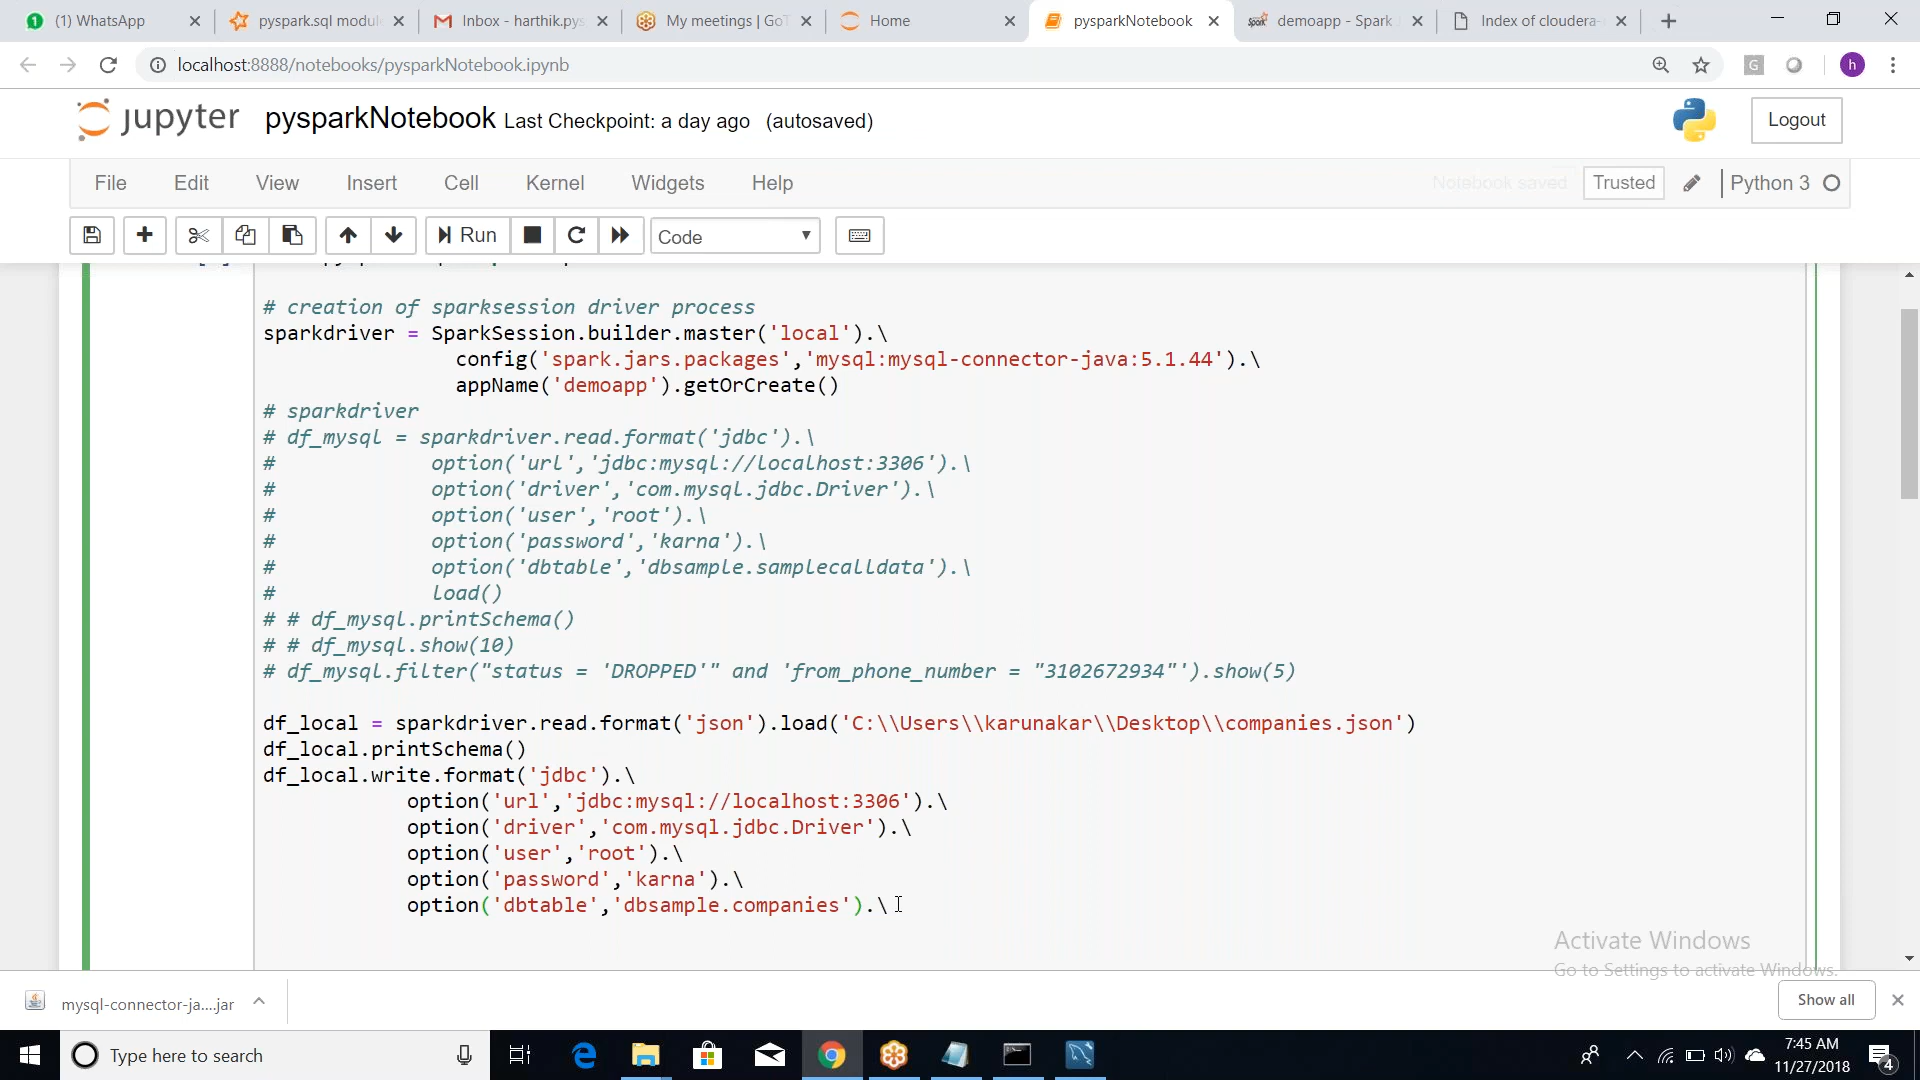 (1) WhatsApp
pyspark.sql modul
Inbox - harthik.pys
My meetings | GoT
Home
pysparkNotebook
demoapp - Spark
Index of cloudera-
localhost:8888/notebooks/pysparkNotebook.ipynb
G
h
jupyter pysparkNotebook Last Checkpoint: a day ago (autosaved)
Logout
File Edit View Insert Cell Kernel Widgets Help
Notebook saved
Trusted
Python 3
Run
Code
# creation of sparksession driver process
sparkdriver = SparkSession.builder.master('local').\
config('spark.jars.packages','mysql:mysql-connector-java:5.1.44').\
appName('demoapp').getOrCreate()
# sparkdriver
# df_mysql = sparkdriver.read.format('jdbc').\
# option('url','jdbc:mysql://localhost:3306').\
# option('driver','com.mysql.jdbc.Driver').\
# option('user','root').\
# option('password','karna').\
# option('dbtable','dbsample.samplecalldata').\
# load()
# # df_mysql.printSchema()
# # df_mysql.show(10)
# df_mysql.filter("status = 'DROPPED'" and 'from_phone_number = "3102672934"').show(5)
df_local = sparkdriver.read.format('json').load('C:\\Users\\karunakar\\Desktop\\companies.json')
df_local.printSchema()
df_local.write.format('jdbc').\
option('url','jdbc:mysql://localhost:3306').\
option('driver','com.mysql.jdbc.Driver').\
option('user','root').\
option('password','karna').\
option('dbtable','dbsample.companies').\
Activate Windows
Go to Settings to activate Windows.
mysql-connector-ja....jar
Show all
Type here to search
7:45 AM
11/27/2018
4